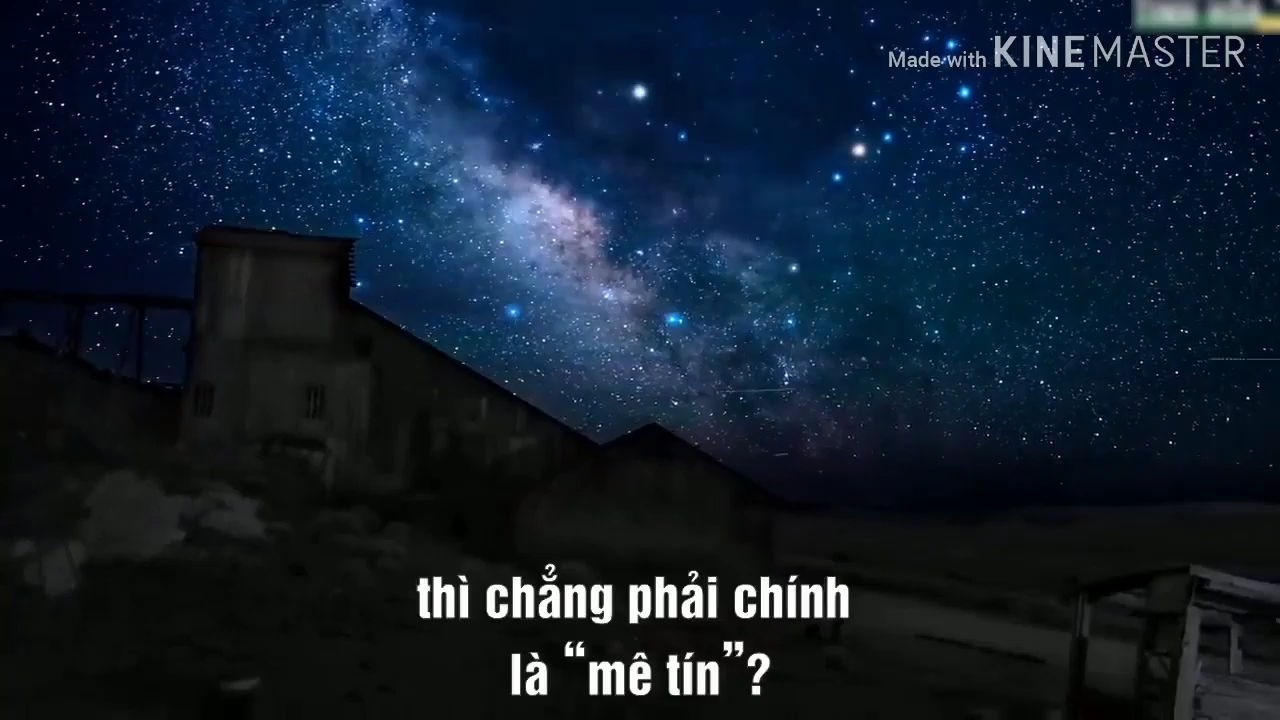 Made with KINEMASTER
thì chẳng phải chính
là “mê tín”?